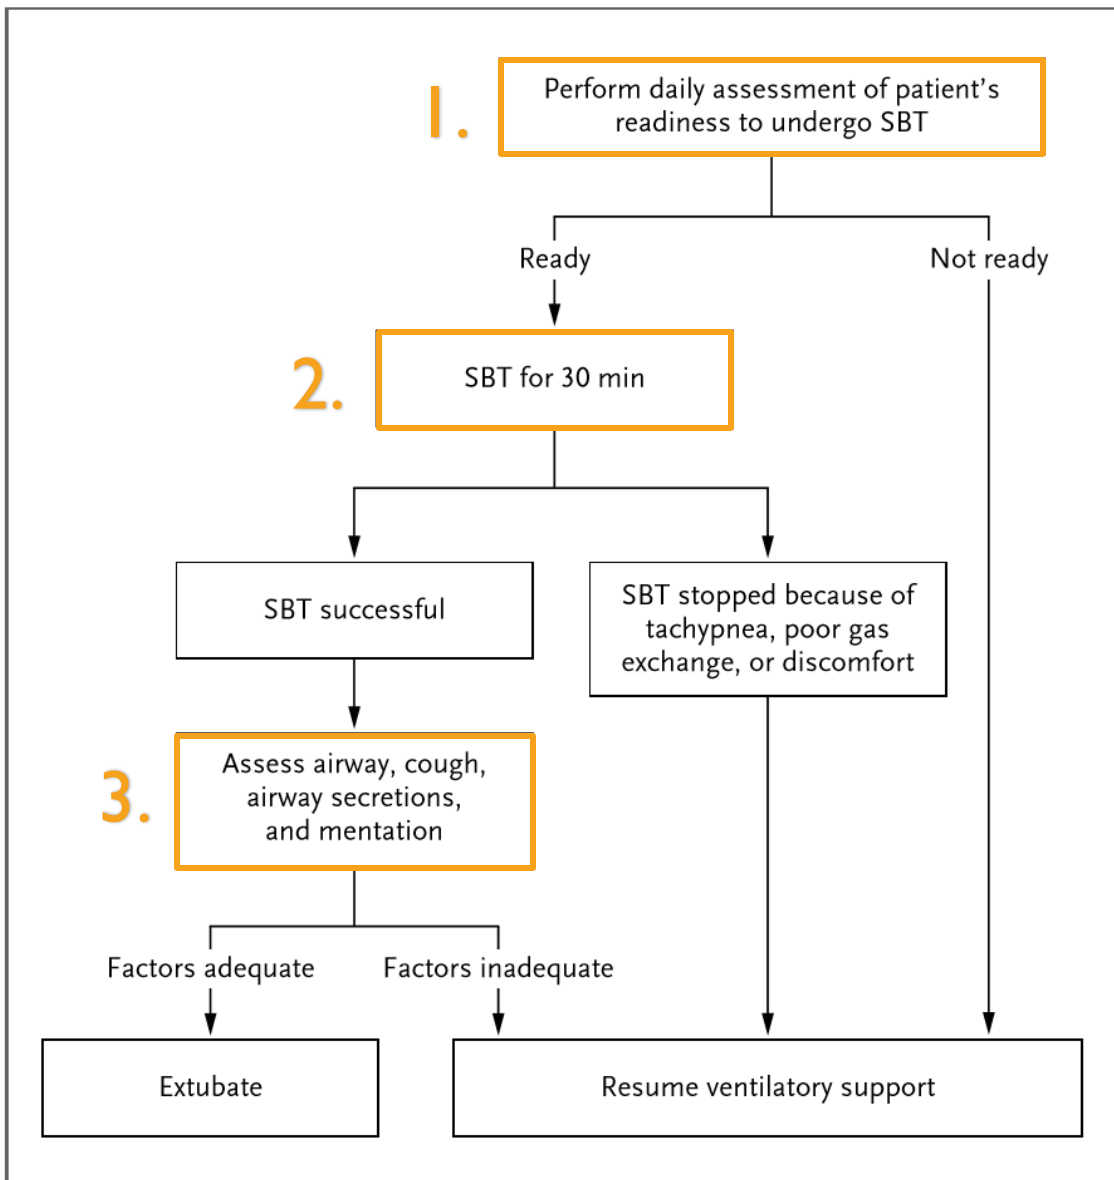 1.
Perform daily assessment of patient's
readiness to undergo SBT
Ready
Not ready
2.
SBT for 30 min
SBT successful
SBT stopped because of
tachypnea, poor gas
exchange, or discomfort
3.
Assess airway, cough,
airway secretions,
and mentation
Factors adequate
Factors inadequate
Extubate
Resume ventilatory support